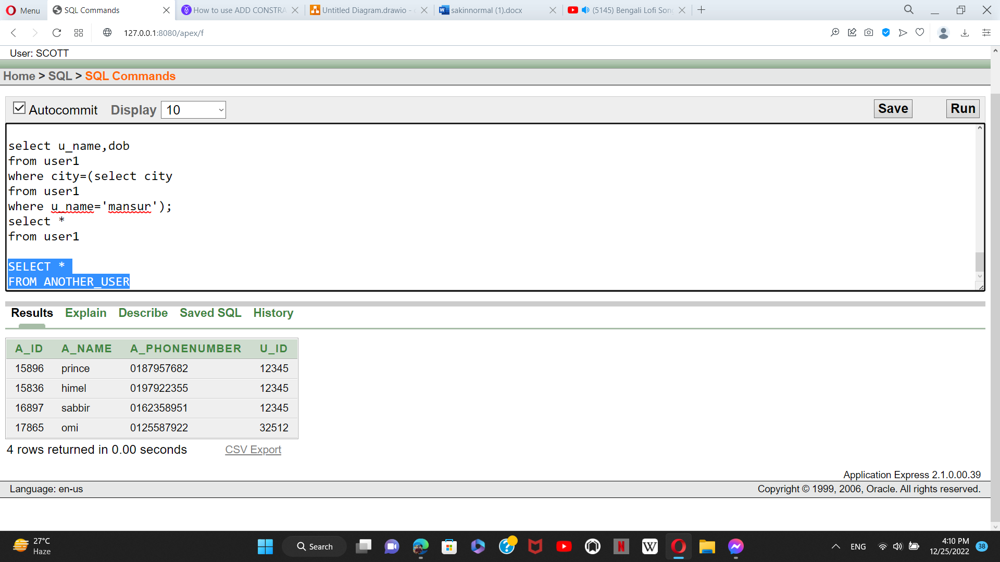 Menu
SQL Commands
How to use ADD CONSTRA
Untitled Diagram.drawio -
sakinnormal (1).docx
(5145) Bengali Lofi Song
127.0.0.1:8080/apex/f
User: SCOTT
Home > SQL > SQL Commands
Autocommit Display 10
Save
Run
select u_name,dob
from user1
where city=(select city
from user1
where u_name='mansur');
select *
from user1
SELECT *
FROM ANOTHER_USER
Results Explain Describe Saved SQL History
A_ID A_NAME A_PHONENUMBER U_ID
15896 prince 0187957682 12345
15836 himel 0197922355 12345
16897 sabbir 0162358951 12345
17865 omi 0125587922 32512
4 rows returned in 0.00 seconds CSV Export
Application Express 2.1.0.00.39
Language: en-us
Copyright © 1999, 2006, Oracle. All rights reserved.
27°C
Haze
Search
ENG
4:10 PM
12/25/2022
38